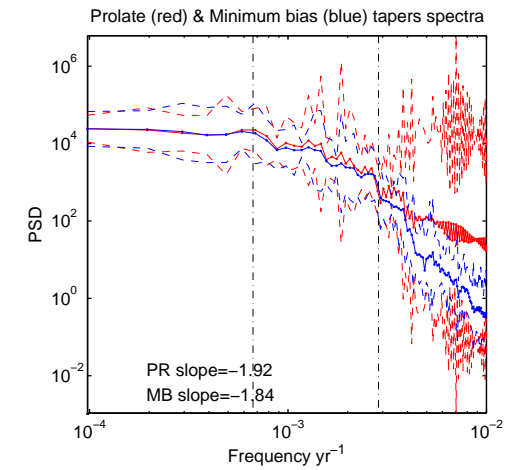 Prolate (red) & Minimum bias (blue) tapers spectra
10^6
10^4
10^2
10^0
10^−2
PSD
PR slope=−1.92
MB slope=−1.84
10^−4
10^−3
10^−2
Frequency yr^−1